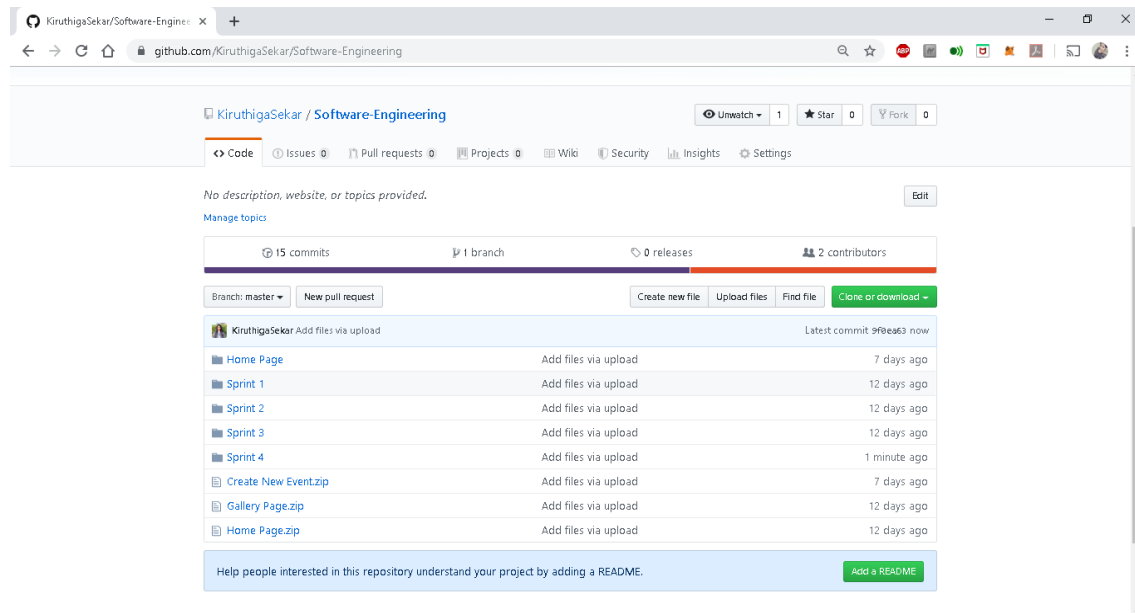 KiruthigaSekar/Software-Enginee
github.com/KiruthigaSekar/Software-Engineering
ABP
KiruthigaSekar / Software-Engineering
Unwatch 1 Star 0 Fork 0
Code Issues 0 Pull requests 0 Projects 0 Wiki Security Insights Settings
No description, website, or topics provided. Edit
Manage topics
15 commits 1 branch 0 releases 2 contributors
Branch: master New pull request Create new file Upload files Find file Clone or download
KiruthigaSekar Add files via upload Latest commit now
Home Page Add files via upload 7 days ago
Sprint 1 Add files via upload 12 days ago
Sprint 2 Add files via upload 12 days ago
Sprint 3 Add files via upload 12 days ago
Sprint 4 Add files via upload 1 minute ago
Create New Event.zip Add files via upload 7 days ago
Gallery Page.zip Add files via upload 12 days ago
Home Page.zip Add files via upload 12 days ago
Help people interested in this repository understand your project by adding a README. Add a README